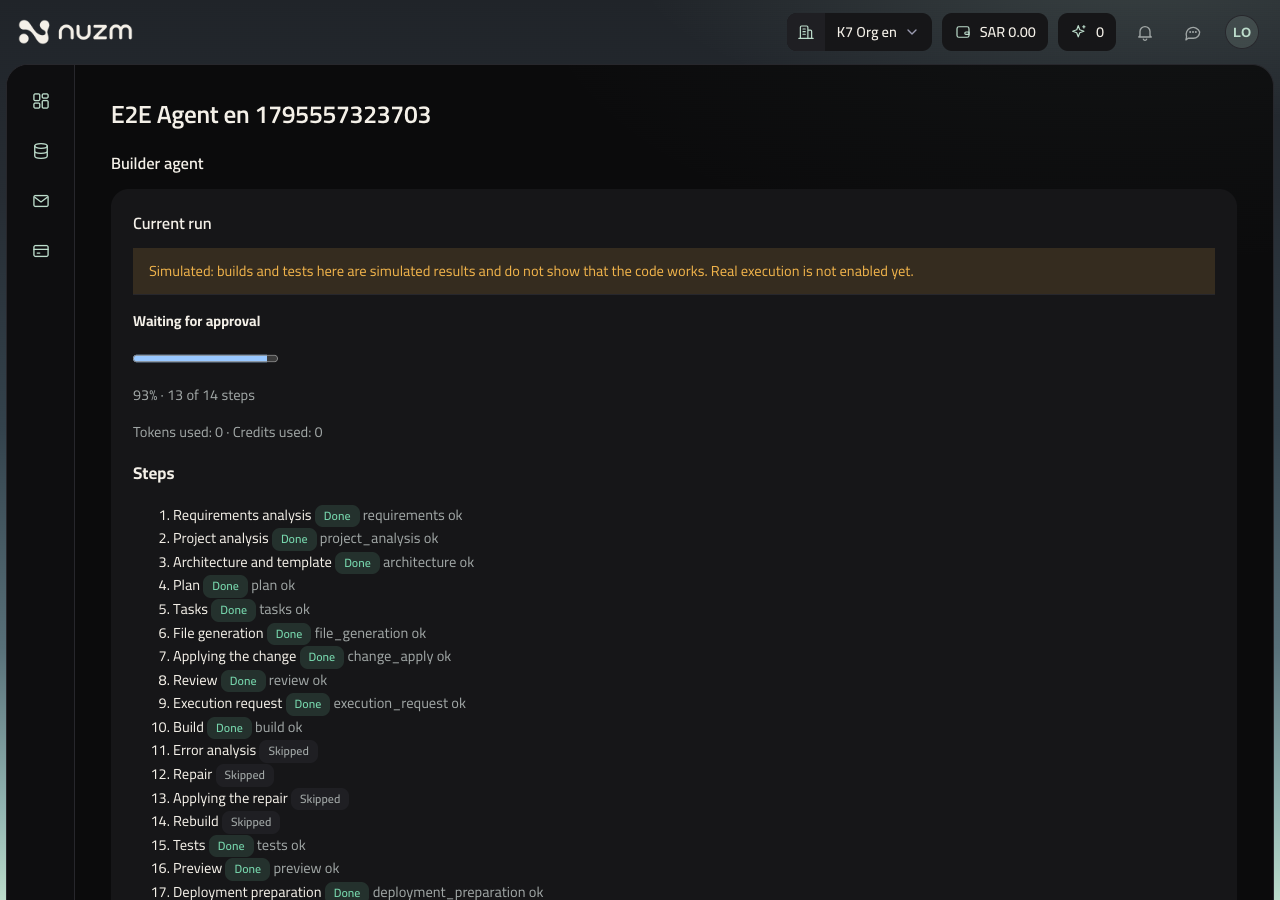 nuzm
K7 Org en
SAR 0.00
0
LO
E2E Agent en 1795557323703
Builder agent
Current run
Simulated: builds and tests here are simulated results and do not show that the code works. Real execution is not enabled yet.
Waiting for approval
93% · 13 of 14 steps
Tokens used: 0 · Credits used: 0
Steps
1. Requirements analysis Done requirements ok
2. Project analysis Done project_analysis ok
3. Architecture and template Done architecture ok
4. Plan Done plan ok
5. Tasks Done tasks ok
6. File generation Done file_generation ok
7. Applying the change Done change_apply ok
8. Review Done review ok
9. Execution request Done execution_request ok
10. Build Done build ok
11. Error analysis Skipped
12. Repair Skipped
13. Applying the repair Skipped
14. Rebuild Skipped
15. Tests Done tests ok
16. Preview Done preview ok
17. Deployment preparation Done deployment_preparation ok